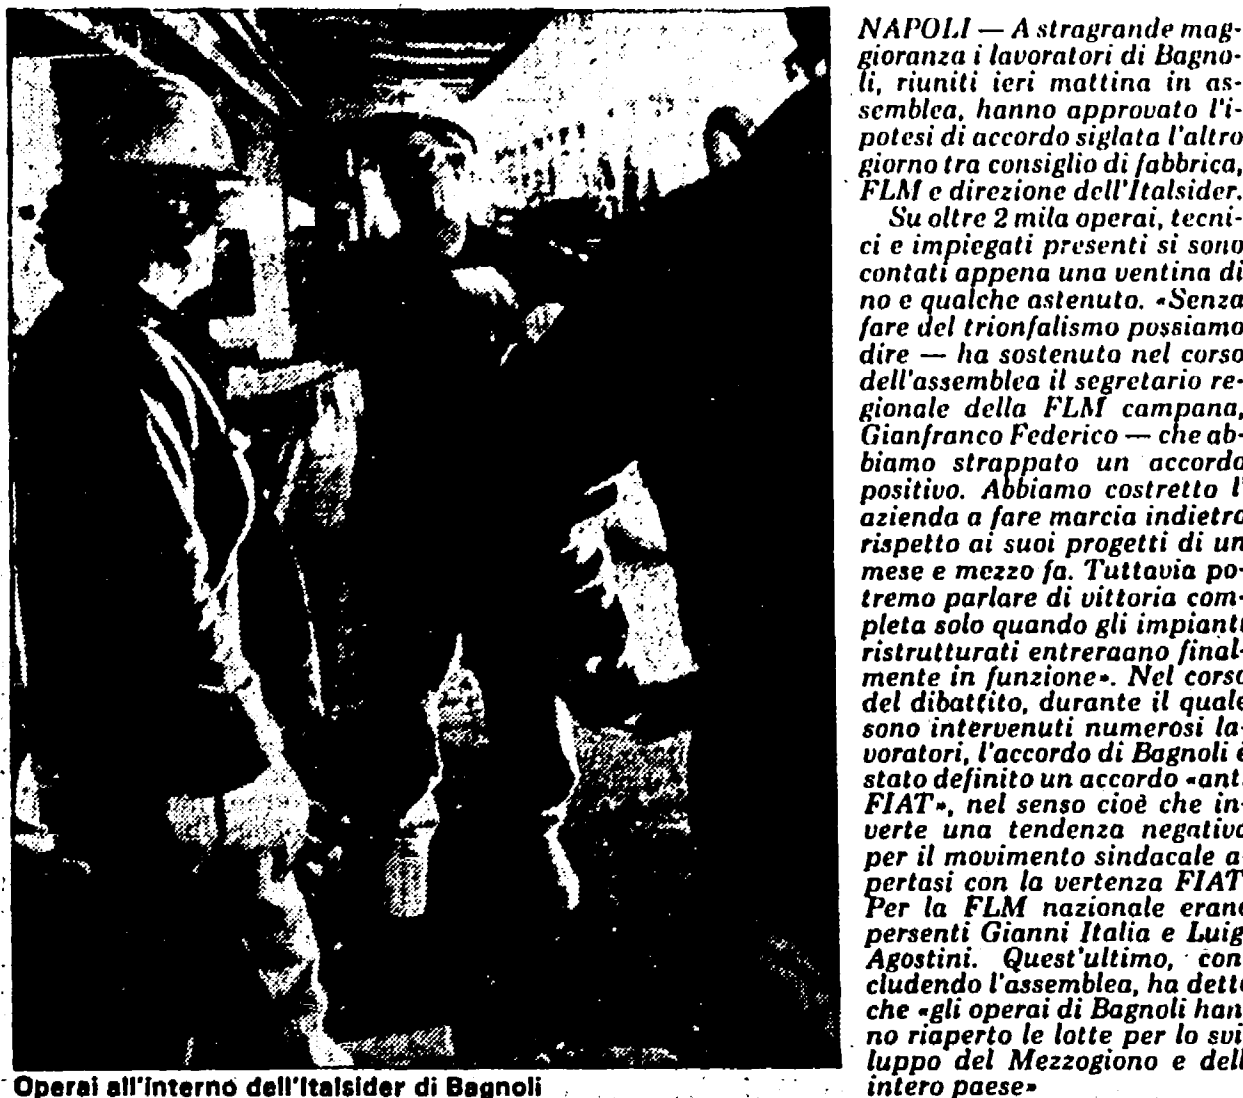 NAPOLI — A stragrande mag-
gioranza i lavoratori di Bagno-
li, riuniti ieri mattina in as-
semblea, hanno approvato l'i-
potesi di accordo siglata l'altro
giorno tra consiglio di fabbrica,
FLM e direzione dell'Italsider.
Su oltre 2 mila operai, tecni-
ci e impiegati presenti si sono
contati appena una ventina di
no e qualche astenuto. «Senza
fare del trionfalismo possiamo
dire — ha sostenuto nel corso
dell'assemblea il segretario re-
gionale della FLM campana,
Gianfranco Federico — che ab-
biamo strappato un accordo
positivo. Abbiamo costretto l'
azienda a fare marcia indietro
rispetto ai suoi progetti di un
mese e mezzo fa. Tuttavia po-
tremo parlare di vittoria com-
pleta solo quando gli impianti
ristrutturati entreraano final-
mente in funzione». Nel corso
del dibattito, durante il quale
sono intervenuti numerosi la-
voratori, l'accordo di Bagnoli è
stato definito un accordo «ant
FIAT», nel senso cioè che in-
verte una tendenza negativa
per il movimento sindacale a-
pertasi con la vertenza FIAT
Per la FLM nazionale erano
persenti Gianni Italia e Luig
Agostini. Quest'ultimo, con
cludendo l'assemblea, ha detto
che «gli operai di Bagnoli han
no riaperto le lotte per lo svi
luppo del Mezzogiono e dell
intero paese»
Operai all'interno dell'Italsider di Bagnoli